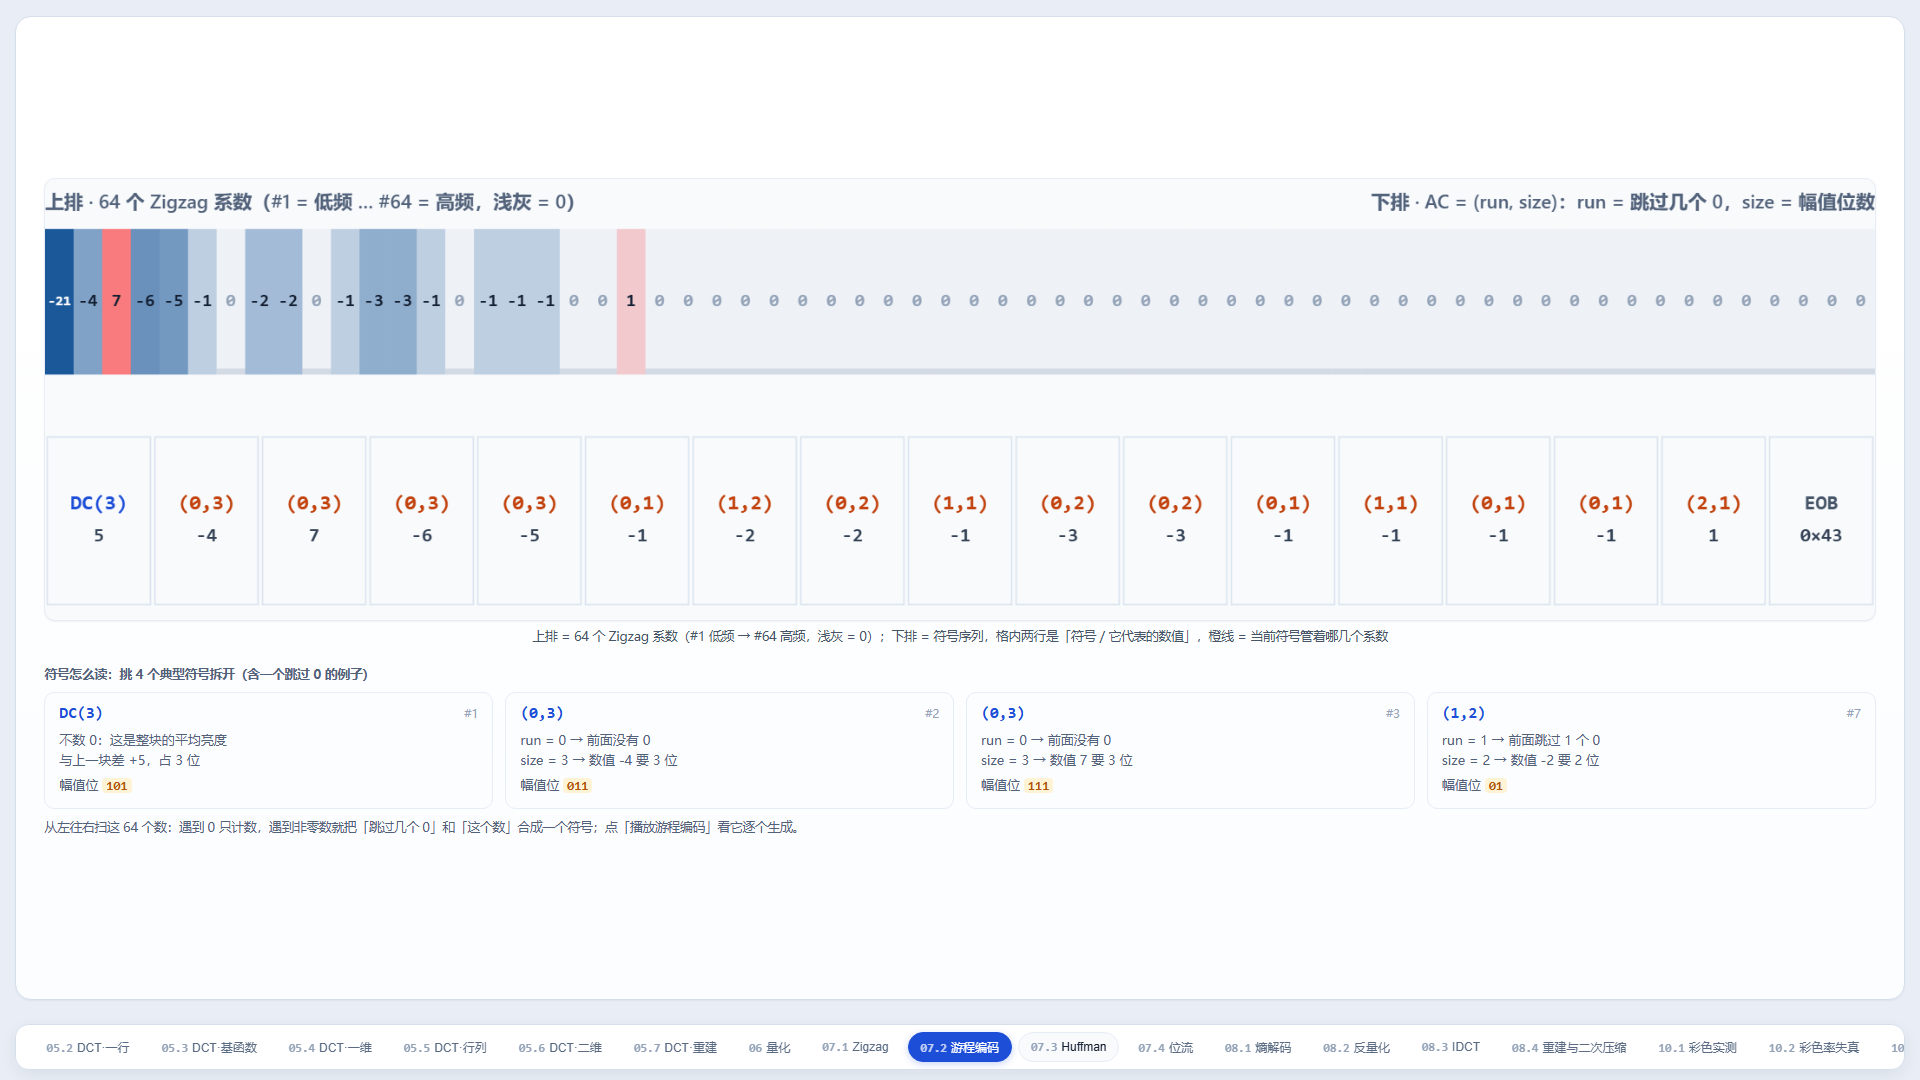 上排 · 64 个 Zigzag 系数（#1 = 低频 ... #64 = 高频，浅灰 = 0）
下排 · AC = (run, size)：run = 跳过几个 0，size = 幅值位数
-21 -4 7 -6 -5 -1 0 -2 -2 0 -1 -3 -3 -1 0 -1 -1 -1 0 0 1 0 0 0 0 0 0 0 0 0 0 0 0 0 0 0 0 0 0 0 0 0 0 0 0 0 0 0 0 0 0 0 0 0 0 0 0 0 0 0 0 0 0 0
DC(3) (0,3) (0,3) (0,3) (0,3) (0,1) (1,2) (0,2) (1,1) (0,2) (0,2) (0,1) (1,1) (0,1) (0,1) (2,1) EOB
5 -4 7 -6 -5 -1 -2 -2 -1 -3 -3 -1 -1 -1 -1 1 0×43
上排 = 64 个 Zigzag 系数（#1 低频 → #64 高频，浅灰 = 0）；下排 = 符号序列，格内两行是「符号 / 它代表的数值」，橙线 = 当前符号管着哪几个系数
符号怎么读：挑 4 个典型符号拆开（含一个跳过 0 的例子）
DC(3) #1
不数 0：这是整块的平均亮度
与上一块差 +5，占 3 位
幅值位 101
(0,3) #2
run = 0 → 前面没有 0
size = 3 → 数值 -4 要 3 位
幅值位 011
(0,3) #3
run = 0 → 前面没有 0
size = 3 → 数值 7 要 3 位
幅值位 111
(1,2) #7
run = 1 → 前面跳过 1 个 0
size = 2 → 数值 -2 要 2 位
幅值位 01
从左往右扫这 64 个数：遇到 0 只计数，遇到非零数就把「跳过几个 0」和「这个数」合成一个符号；点「播放游程编码」看它逐个生成。
05.2 DCT·一行 05.3 DCT·基函数 05.4 DCT·一维 05.5 DCT·行列 05.6 DCT·二维 05.7 DCT·重建 06 量化 07.1 Zigzag 07.2 游程编码 07.3 Huffman 07.4 位流 08.1 熵解码 08.2 反量化 08.3 IDCT 08.4 重建与二次压缩 10.1 彩色实测 10.2 彩色率失真 10